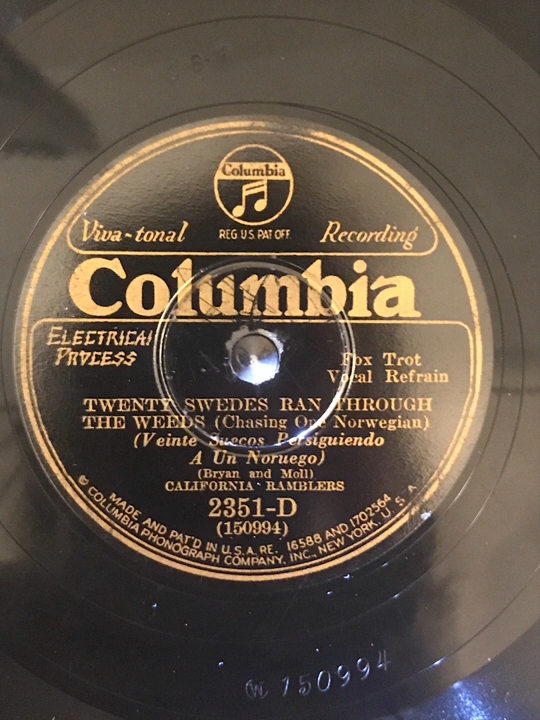 Columbia
REG. U.S. PAT. OFF.
Viva-tonal Recording
Columbia
ELECTRICAL
PROCESS
Fox Trot
Vocal Refrain
TWENTY SWEDES RAN THROUGH
THE WEEDS (Chasing One Norwegian)
(Veinte Suecos Persiguiendo
A Un Noruego)
(Bryan and Moll)
CALIFORNIA RAMBLERS
2351-D
(150994)
MADE AND PAT'D IN U.S.A. RE. 16588 AND 1702564
© COLUMBIA PHONOGRAPH COMPANY, INC., NEW YORK, U.S.A.
W 150994